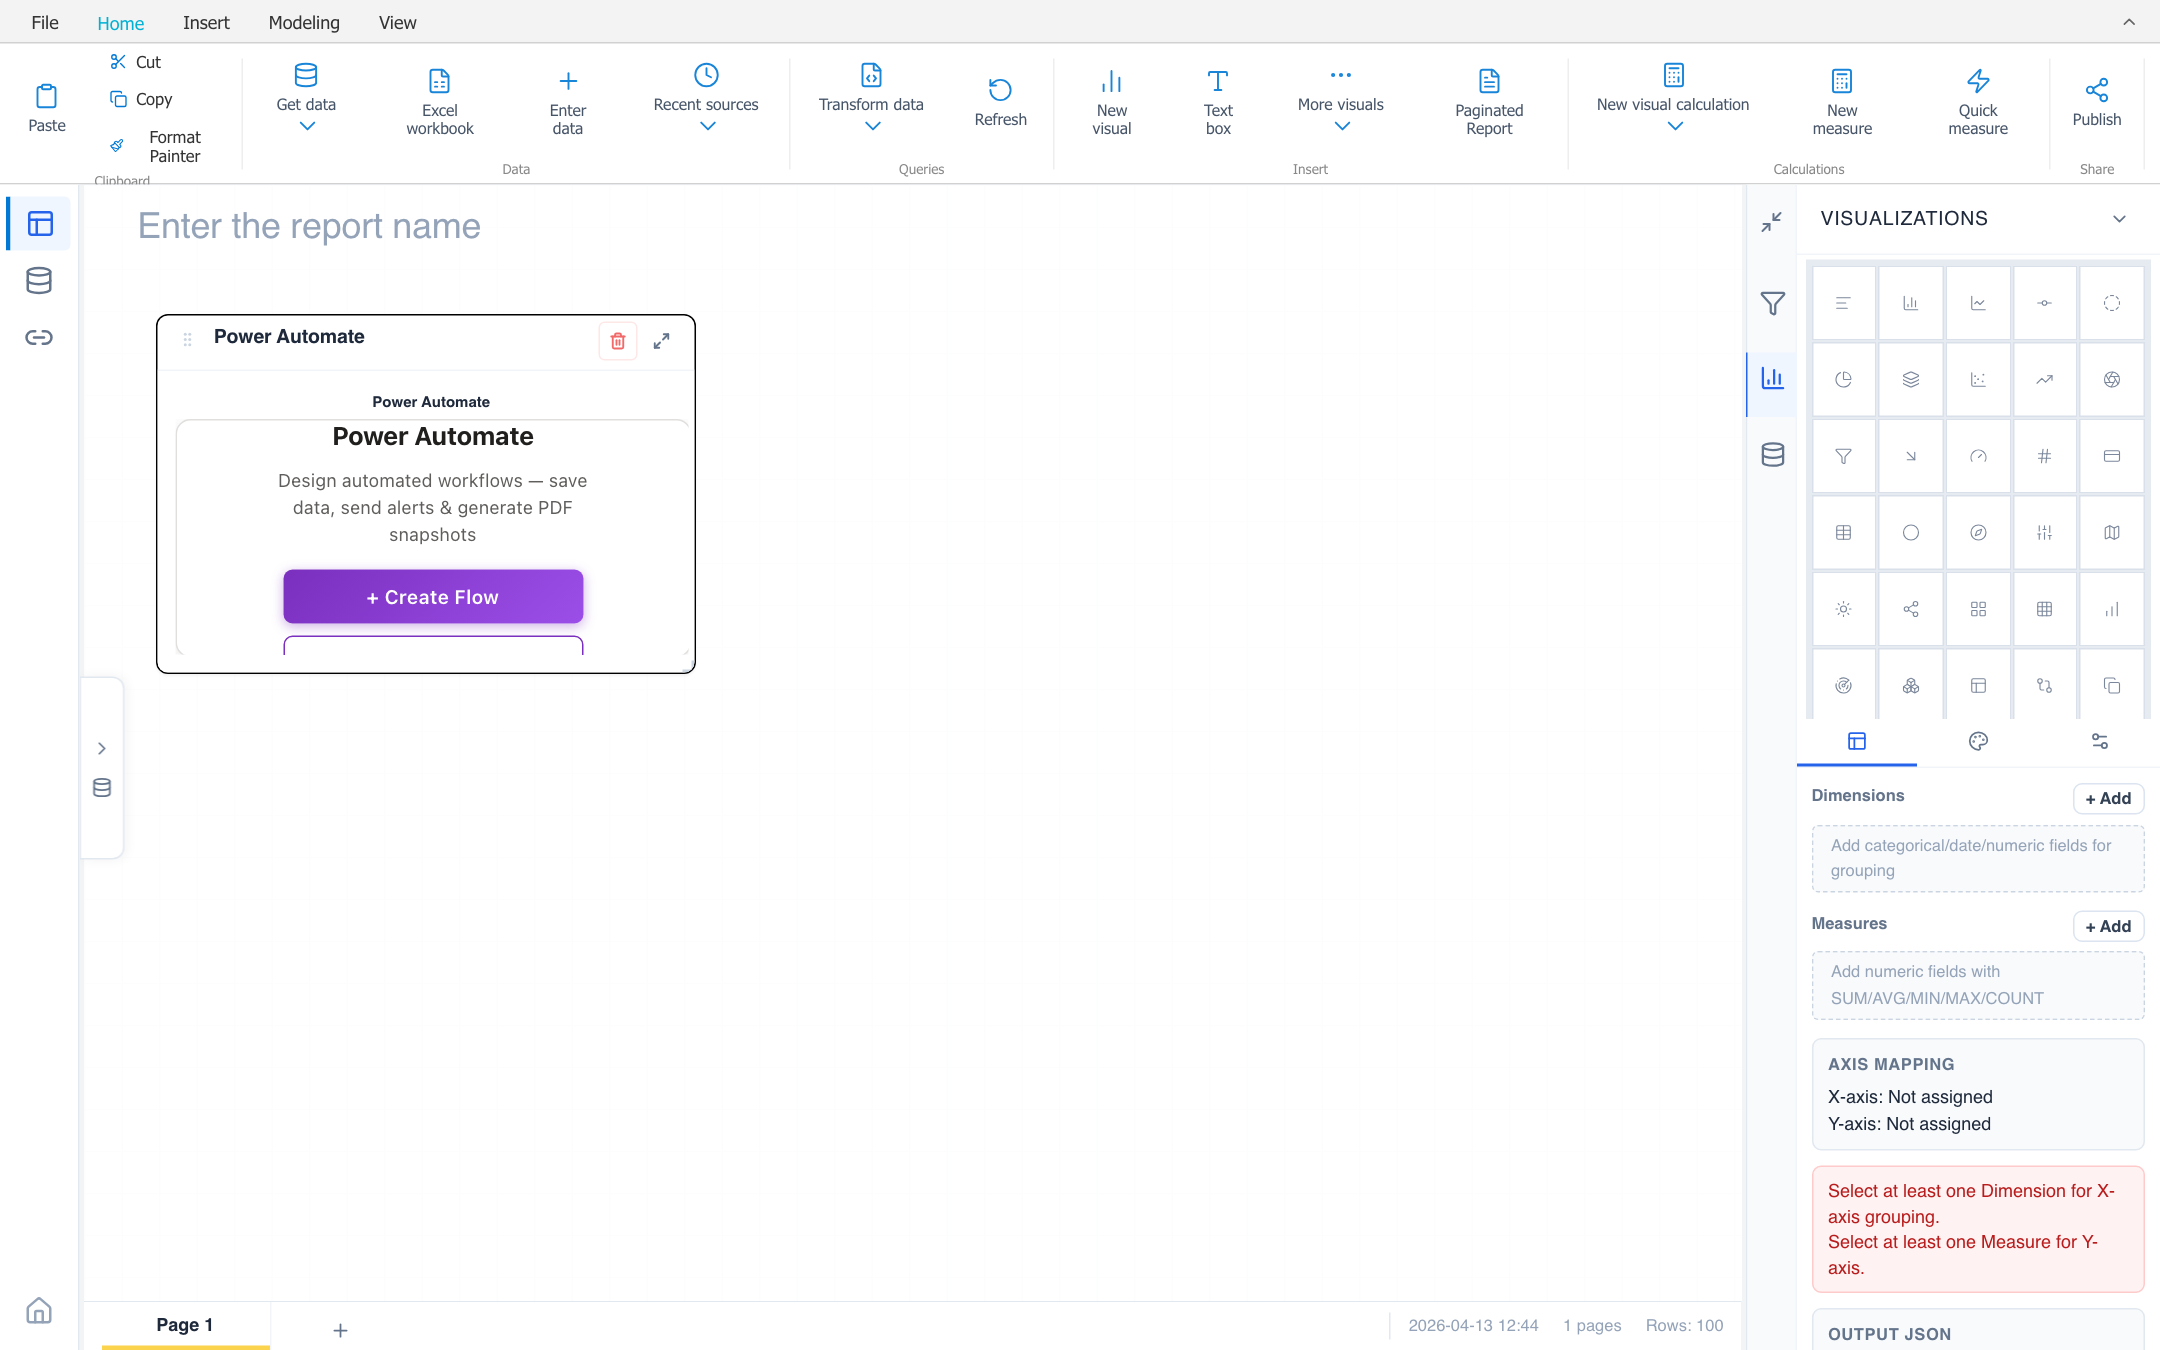 File
Home
Insert
Modeling
View
Paste
Cut
Copy
Format
Painter
Clipboard
Get data
Excel
workbook
Enter
data
Recent sources
Data
Transform data
Refresh
Queries
New
visual
Text
box
More visuals
Paginated
Report
Insert
New visual calculation
New
measure
Quick
measure
Calculations
Publish
Share
Enter the report name
Power Automate
Power Automate
Power Automate
Design automated workflows — save
data, send alerts & generate PDF
snapshots
+ Create Flow
VISUALIZATIONS
Dimensions
+ Add
Add categorical/date/numeric fields for
grouping
Measures
+ Add
Add numeric fields with
SUM/AVG/MIN/MAX/COUNT
AXIS MAPPING
X-axis: Not assigned
Y-axis: Not assigned
Select at least one Dimension for X-
axis grouping.
Select at least one Measure for Y-
axis.
OUTPUT JSON
Page 1
2026-04-13 12:44
1 pages
Rows: 100